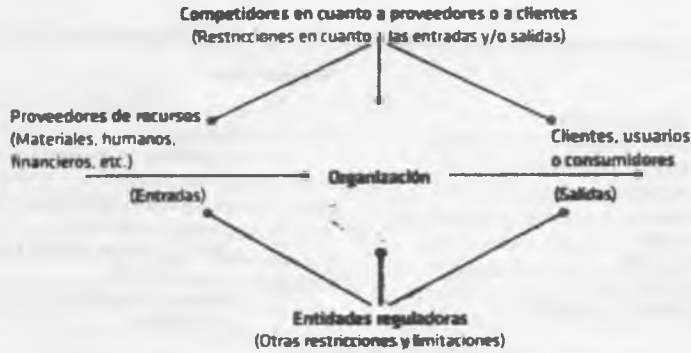 Competidores en cuanto a proveedores o a clientes
(Restricciones en cuanto a las entradas y/o salidas)
Proveedores de recursos
(Materiales, humanos,
financieros, etc.)
Clientes, usuarios
o consumidores
Organización
(Entradas)
(Salidas)
Entidades reguladoras
(Otras restricciones y limitaciones)